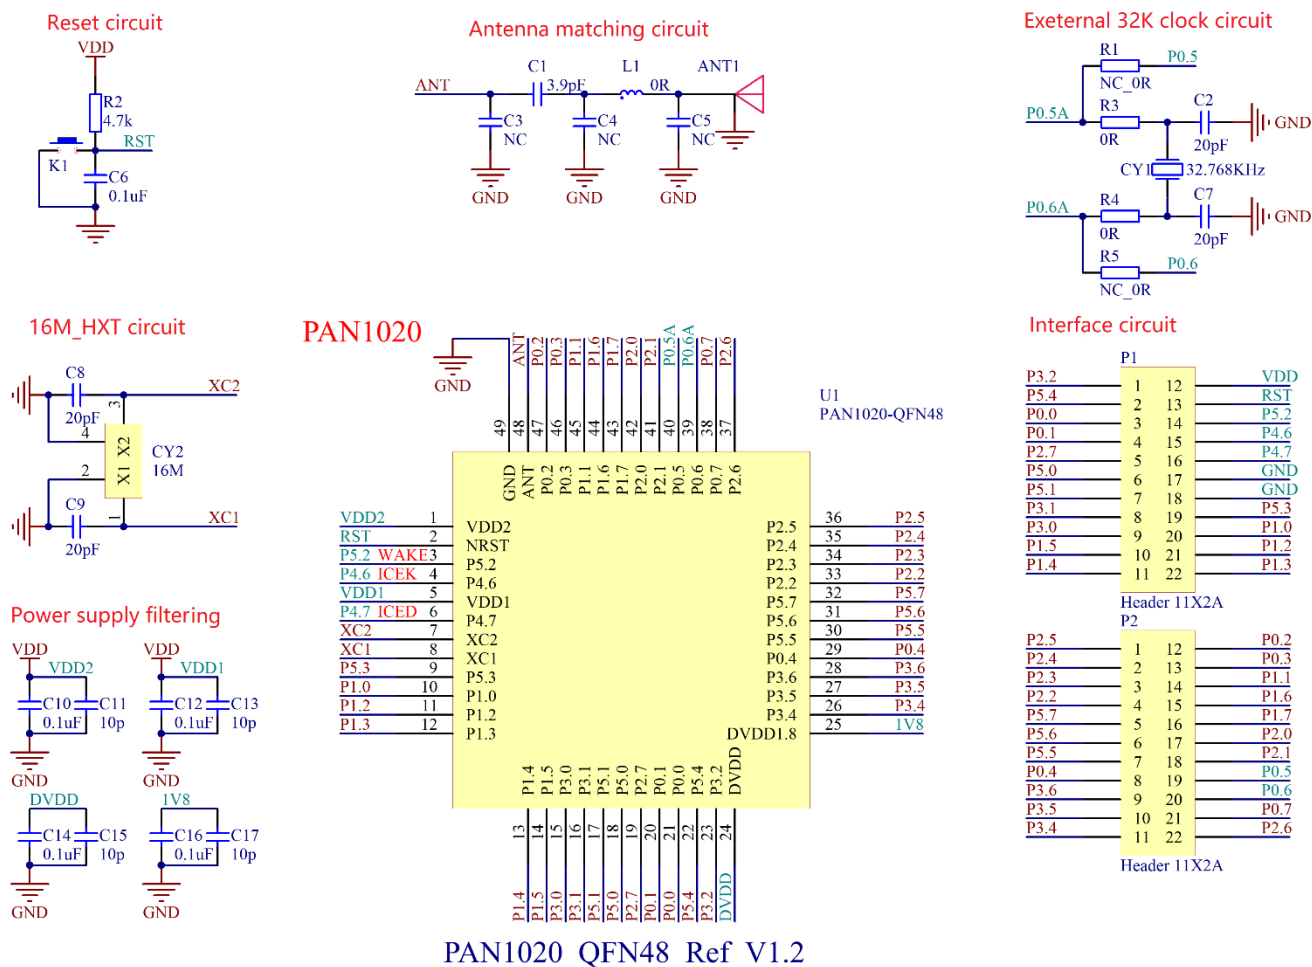 Reset circuit
VDD
R2
4.7k
RST
K1
C6
0.1uF
Antenna matching circuit
ANT
C1
3.9pF
L1
0R
ANT1
C3
NC
C4
NC
C5
NC
GND
GND
GND
Exeternal 32K clock circuit
R1
P0.5
NC_0R
P0.5A
R3
0R
C2
20pF
GND
CY1
32.768KHz
P0.6A
R4
0R
C7
20pF
GND
R5
P0.6
NC_0R
16M_HXT circuit
C8
20pF
XC2
3
4
X2
CY2
16M
2
X1
1
C9
20pF
XC1
Power supply filtering
VDD
VDD2
C10
0.1uF
C11
10p
GND
VDD
VDD1
C12
0.1uF
C13
10p
GND
DVDD
C14
0.1uF
C15
10p
GND
1V8
C16
0.1uF
C17
10p
GND
PAN1020
GND
U1
PAN1020-QFN48
ANT P0.2 P0.3 P1.1 P1.6 P1.7 P2.0 P2.1 P0.5A P0.6A P0.7 P2.6
49 48 47 46 45 44 43 42 41 40 39 38 37
GND ANT P0.2 P0.3 P1.1 P1.6 P1.7 P2.0 P2.1 P0.5 P0.6 P0.7 P2.6
VDD2 1 VDD2
RST 2 NRST
P5.2 WAKE 3 P5.2
P4.6 ICEK 4 P4.6
VDD1 5 VDD1
P4.7 ICED 6 P4.7
XC2 7 XC2
XC1 8 XC1
P5.3 9 P5.3
P1.0 10 P1.0
P1.2 11 P1.2
P1.3 12 P1.3
P2.5 36 P2.5
P2.4 35 P2.4
P2.3 34 P2.3
P2.2 33 P2.2
P5.7 32 P5.7
P5.6 31 P5.6
P5.5 30 P5.5
P0.4 29 P0.4
P3.6 28 P3.6
P3.5 27 P3.5
P3.4 26 P3.4
DVDD1.8 25 1V8
P1.4 P1.5 P3.0 P3.1 P5.1 P5.0 P2.7 P0.1 P0.0 P5.4 P3.2 DVDD
13 14 15 16 17 18 19 20 21 22 23 24
P1.4 P1.5 P3.0 P3.1 P5.1 P5.0 P2.7 P0.1 P0.0 P5.4 P3.2 DVDD
Interface circuit
P1
P3.2 1 12 VDD
P5.4 2 13 RST
P0.0 3 14 P5.2
P0.1 4 15 P4.6
P2.7 5 16 P4.7
P5.0 6 17 GND
P5.1 7 18 GND
P3.1 8 19 P5.3
P3.0 9 20 P1.0
P1.5 10 21 P1.2
P1.4 11 22 P1.3
Header 11X2A
P2
P2.5 1 12 P0.2
P2.4 2 13 P0.3
P2.3 3 14 P1.1
P2.2 4 15 P1.6
P5.7 5 16 P1.7
P5.6 6 17 P2.0
P5.5 7 18 P2.1
P0.4 8 19 P0.5
P3.6 9 20 P0.6
P3.5 10 21 P0.7
P3.4 11 22 P2.6
Header 11X2A
PAN1020 QFN48 Ref V1.2